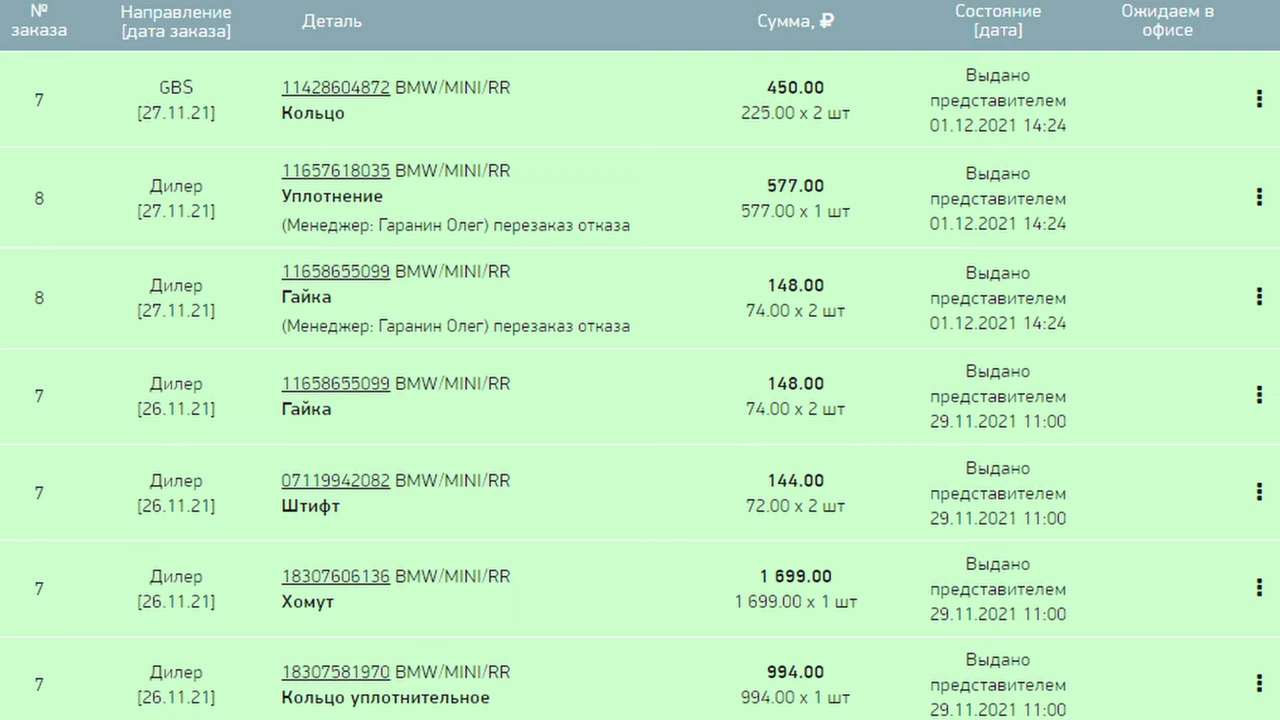 № заказа
Направление [дата заказа]
Деталь
Сумма, ₽
Состояние [дата]
Ожидаем в офисе
7
GBS
[27.11.21]
11428604872 BMW/MINI/RR
Кольцо
450.00
225.00 x 2 шт
Выдано
представителем
01.12.2021 14:24
8
Дилер
[27.11.21]
11657618035 BMW/MINI/RR
Уплотнение
(Менеджер: Гаранин Олег) перезаказ отказа
577.00
577.00 x 1 шт
Выдано
представителем
01.12.2021 14:24
8
Дилер
[27.11.21]
11658655099 BMW/MINI/RR
Гайка
(Менеджер: Гаранин Олег) перезаказ отказа
148.00
74.00 x 2 шт
Выдано
представителем
01.12.2021 14:24
7
Дилер
[26.11.21]
11658655099 BMW/MINI/RR
Гайка
148.00
74.00 x 2 шт
Выдано
представителем
29.11.2021 11:00
7
Дилер
[26.11.21]
07119942082 BMW/MINI/RR
Штифт
144.00
72.00 x 2 шт
Выдано
представителем
29.11.2021 11:00
7
Дилер
[26.11.21]
18307606136 BMW/MINI/RR
Хомут
1 699.00
1 699.00 x 1 шт
Выдано
представителем
29.11.2021 11:00
7
Дилер
[26.11.21]
18307581970 BMW/MINI/RR
Кольцо уплотнительное
994.00
994.00 x 1 шт
Выдано
представителем
29.11.2021 11:00